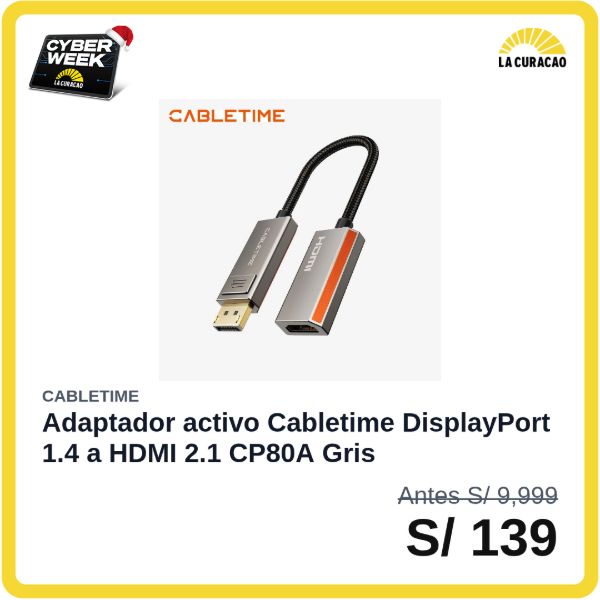 CYBER
WEEK
LA CURACAO
LA CURACAO
CABLETIME
CABLETIME
HDMI
CABLETIME
Adaptador activo Cabletime DisplayPort
1.4 a HDMI 2.1 CP80A Gris
Antes S/ 9,999
S/ 139